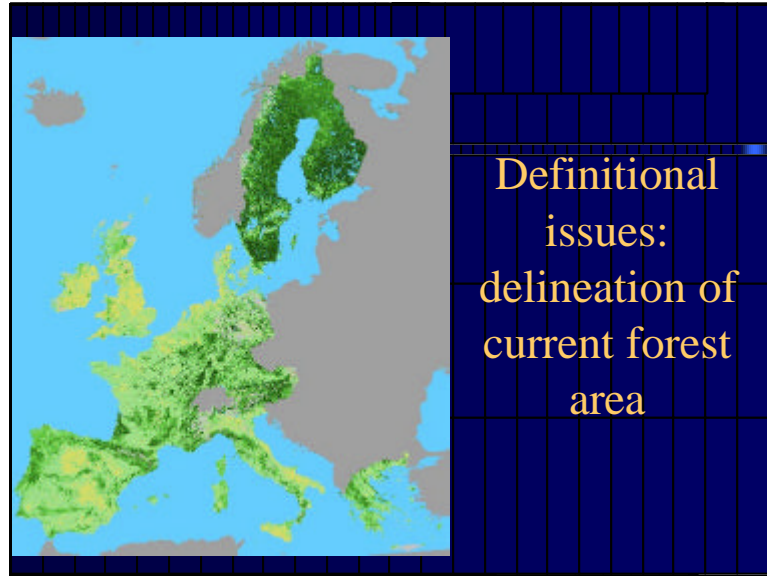 Definitional
issues:
delineation of
current forest
area